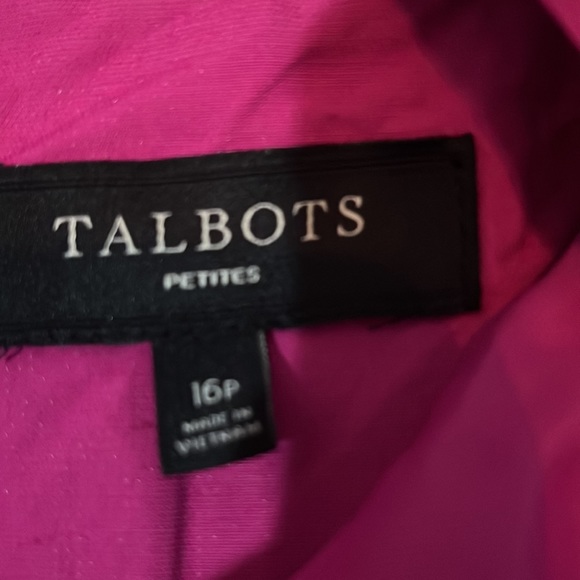 TALBOTS
PETITES
16P
MADE IN
VIETNAM